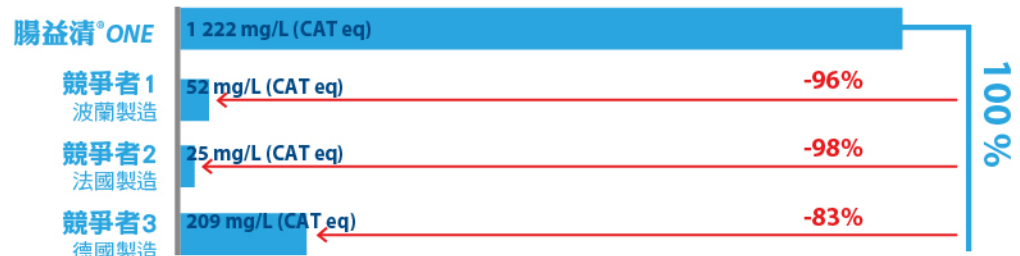 腸益清®ONE
1 222 mg/L (CAT eq)
競爭者1
波蘭製造
52 mg/L (CAT eq)
-96%
競爭者2
法國製造
25 mg/L (CAT eq)
-98%
競爭者3
德國製造
209 mg/L (CAT eq)
-83%
100 %